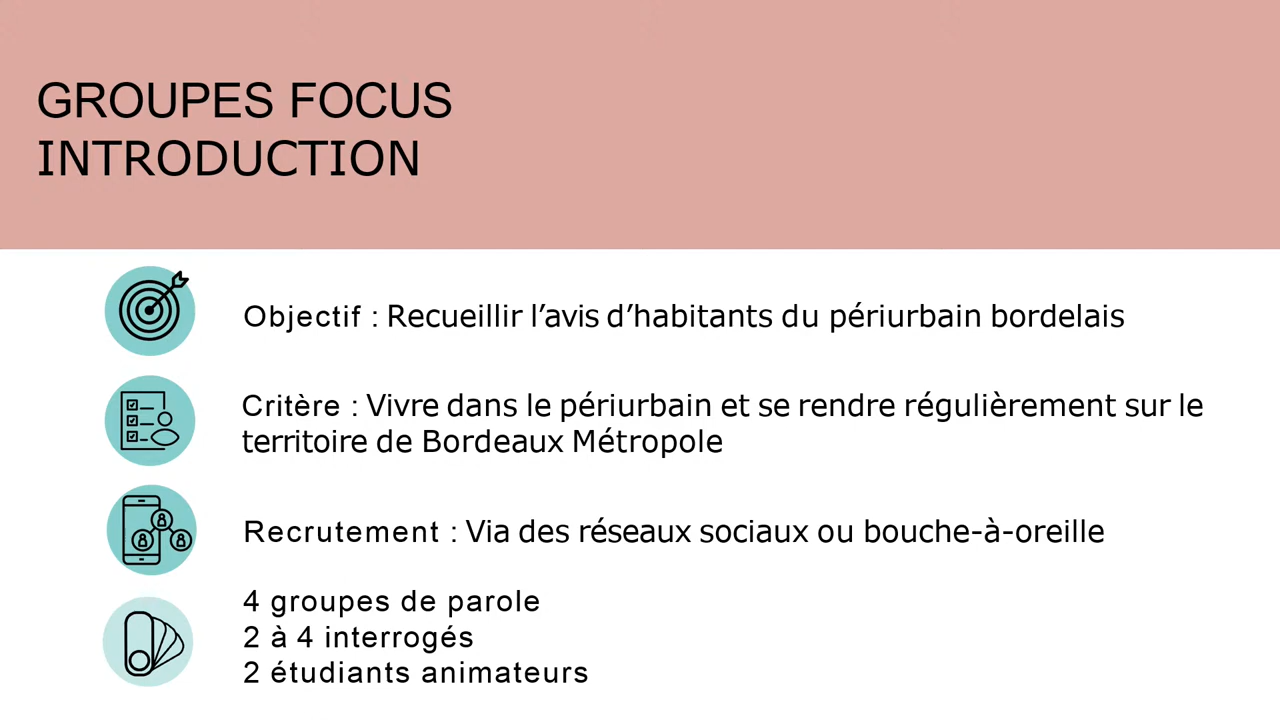 GROUPES FOCUS
INTRODUCTION
Objectif : Recueillir l’avis d’habitants du périurbain bordelais
Critère : Vivre dans le périurbain et se rendre régulièrement sur le
territoire de Bordeaux Métropole
Recrutement : Via des réseaux sociaux ou bouche-à-oreille
4 groupes de parole
2 à 4 interrogés
2 étudiants animateurs